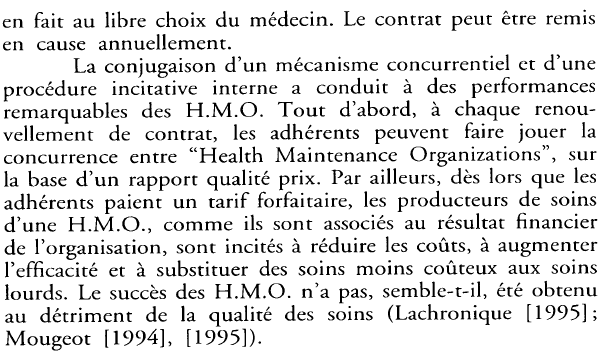 en fait au libre choix du médecin. Le contrat peut être remis
en cause annuellement.
La conjugaison d'un mécanisme concurrentiel et d'une
procédure incitative interne a conduit à des performances
remarquables des H.M.O. Tout d'abord, à chaque renou-
vellement de contrat, les adhérents peuvent faire jouer la
concurrence entre “Health Maintenance Organizations”, sur
la base d'un rapport qualité prix. Par ailleurs, dès lors que les
adhérents paient un tarif forfaitaire, les producteurs de soins
d'une H.M.O., comme ils sont associés au résultat financier
de l'organisation, sont incités à réduire les coûts, à augmenter
l'efficacité et à substituer des soins moins coûteux aux soins
lourds. Le succès des H.M.O. n'a pas, semble-t-il, été obtenu
au détriment de la qualité des soins (Lachronique [1995] ;
Mougeot [1994], [1995]).